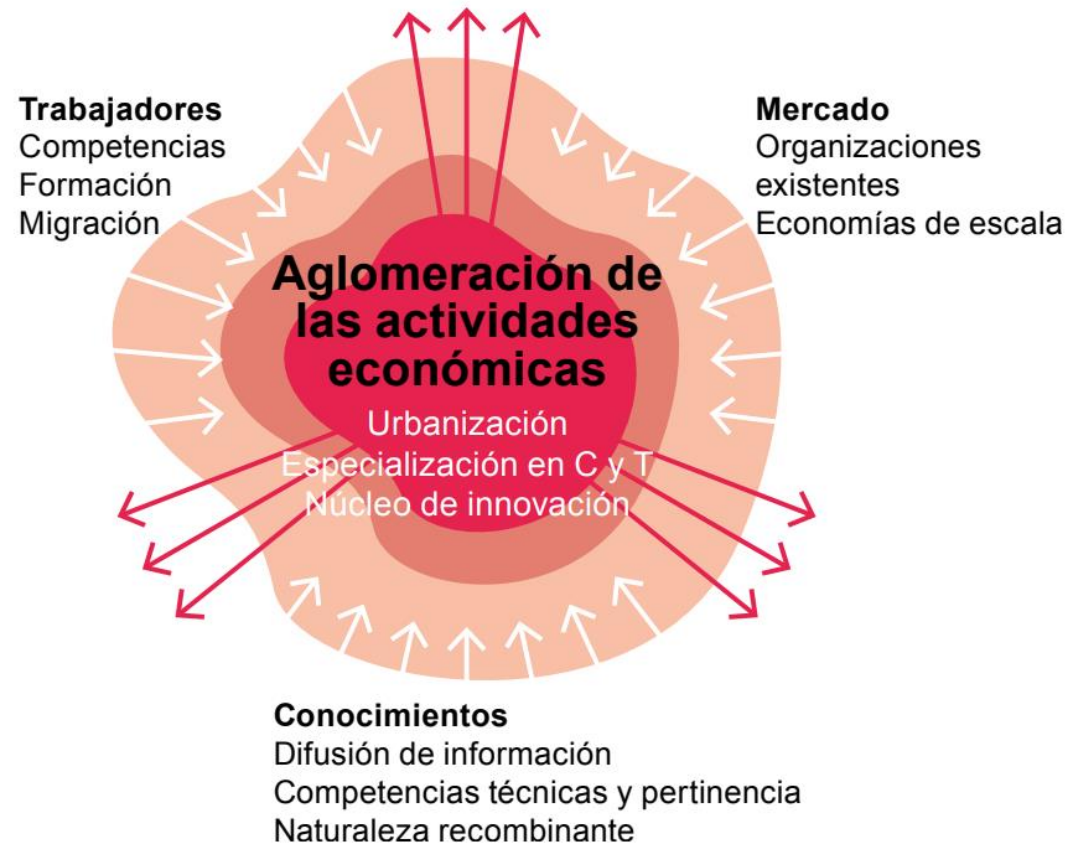 Trabajadores
Competencias
Formación
Migración
Mercado
Organizaciones
existentes
Economías de escala
Aglomeración de
las actividades
económicas
Urbanización
Especialización en C y T
Núcleo de innovación
Conocimientos
Difusión de información
Competencias técnicas y pertinencia
Naturaleza recombinante